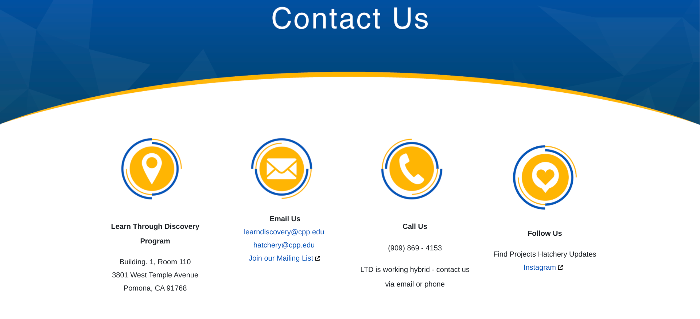 Contact Us
Learn Through Discovery
Program
Building. 1, Room 110
3801 West Temple Avenue
Pomona, CA 91768
Email Us
learndiscovery@cpp.edu
hatchery@cpp.edu
Join our Mailing List
Call Us
(909) 869 - 4153
LTD is working hybrid - contact us
via email or phone
Follow Us
Find Projects Hatchery Updates
Instagram